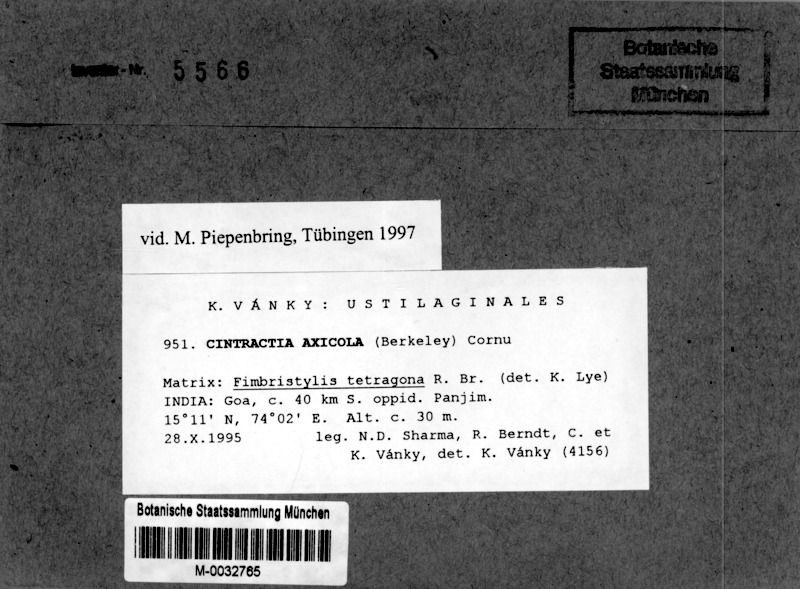 Inventar-Nr. 5566
Botanische
Staatssammlung
München
vid. M. Piepenbring, Tübingen 1997
K. VÁNKY: USTILAGINALES
951. CINTRACTIA AXICOLA (Berkeley) Cornu
Matrix: Fimbristylis tetragona R. Br. (det. K. Lye)
INDIA: Goa, c. 40 km S. oppid. Panjim.
15°11' N, 74°02' E. Alt. c. 30 m.
28.X.1995 leg. N.D. Sharma, R. Berndt, C. et
K. Vánky, det. K. Vánky (4156)
Botanische Staatssammlung München
M-0032765